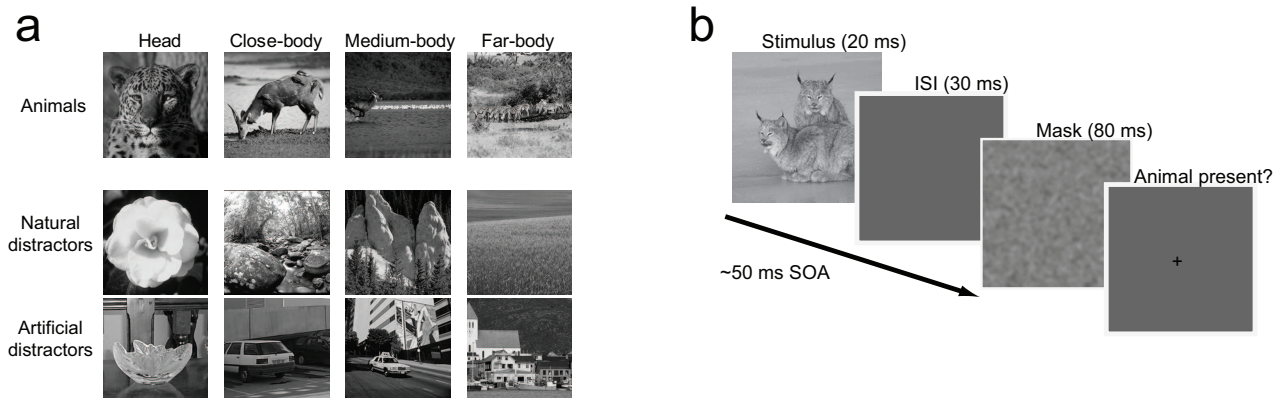 a
Head Close-body Medium-body Far-body
Animals
Natural
distractors
Artificial
distractors
b
Stimulus (20 ms)
ISI (30 ms)
Mask (80 ms)
Animal present?
+
~50 ms SOA